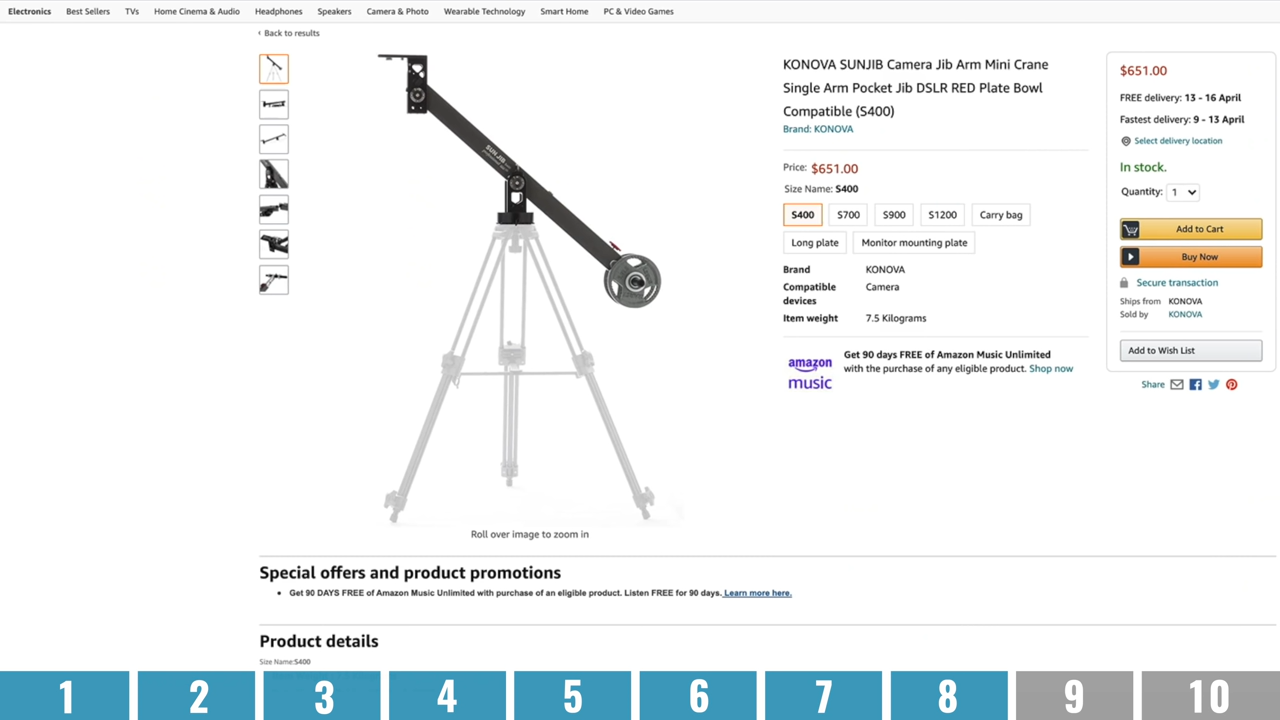 Electronics Best Sellers TVs Home Cinema & Audio Headphones Speakers Camera & Photo Wearable Technology Smart Home PC & Video Games
‹ Back to results
SUNJIB
Roll over image to zoom in
KONOVA SUNJIB Camera Jib Arm Mini Crane
Single Arm Pocket Jib DSLR RED Plate Bowl
Compatible (S400)
Brand: KONOVA
Price: $651.00
Size Name: S400
S400 S700 S900 S1200 Carry bag
Long plate Monitor mounting plate
Brand KONOVA
Compatible devices Camera
Item weight 7.5 Kilograms
amazon music
Get 90 days FREE of Amazon Music Unlimited
with the purchase of any eligible product. Shop now
$651.00
FREE delivery: 13 - 16 April
Fastest delivery: 9 - 13 April
Select delivery location
In stock.
Quantity: 1
Add to Cart
Buy Now
Secure transaction
Ships from KONOVA
Sold by KONOVA
Add to Wish List
Share
Special offers and product promotions
• Get 90 DAYS FREE of Amazon Music Unlimited with purchase of an eligible product. Listen FREE for 90 days. Learn more here.
Product details
Size Name:S400
1 2 3 4 5 6 7 8 9 10